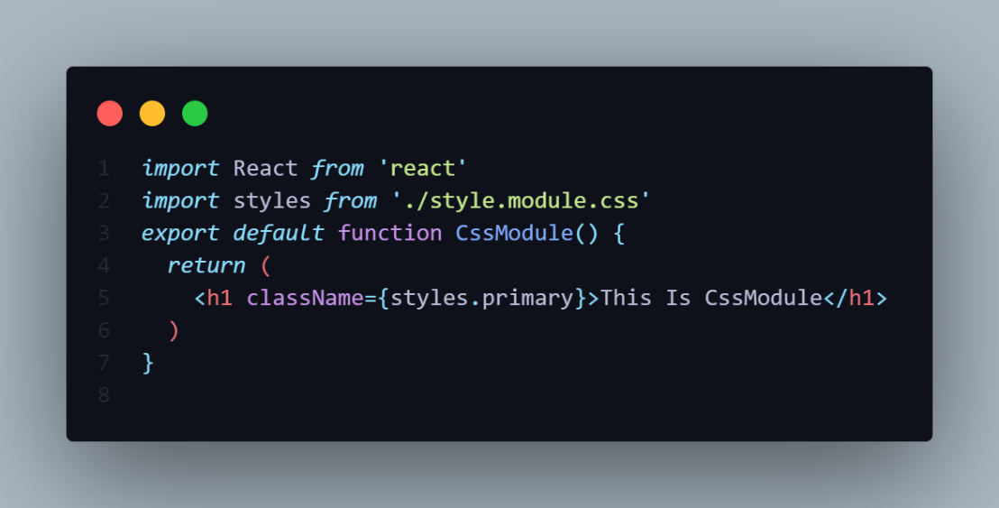 1 import React from 'react'
2 import styles from './style.module.css'
3 export default function CssModule() {
4   return (
5     <h1 className={styles.primary}>This Is CssModule</h1>
6   )
7 }
8